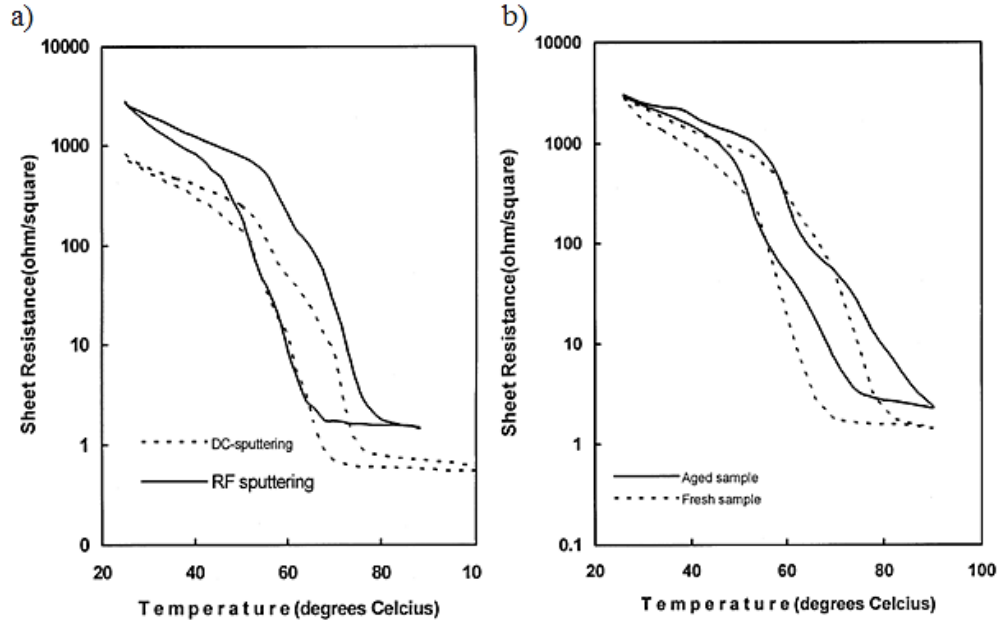 a)
10000
1000
100
10
1
0
20
40
60
80
10
Sheet Resistance(ohm/square)
Temperature(degrees Celcius)
DC-sputtering
RF sputtering
b)
10000
1000
100
10
1
0.1
20
40
60
80
100
Sheet Resistance(ohm/square)
Temperature(degrees Celcius)
Aged sample
Fresh sample